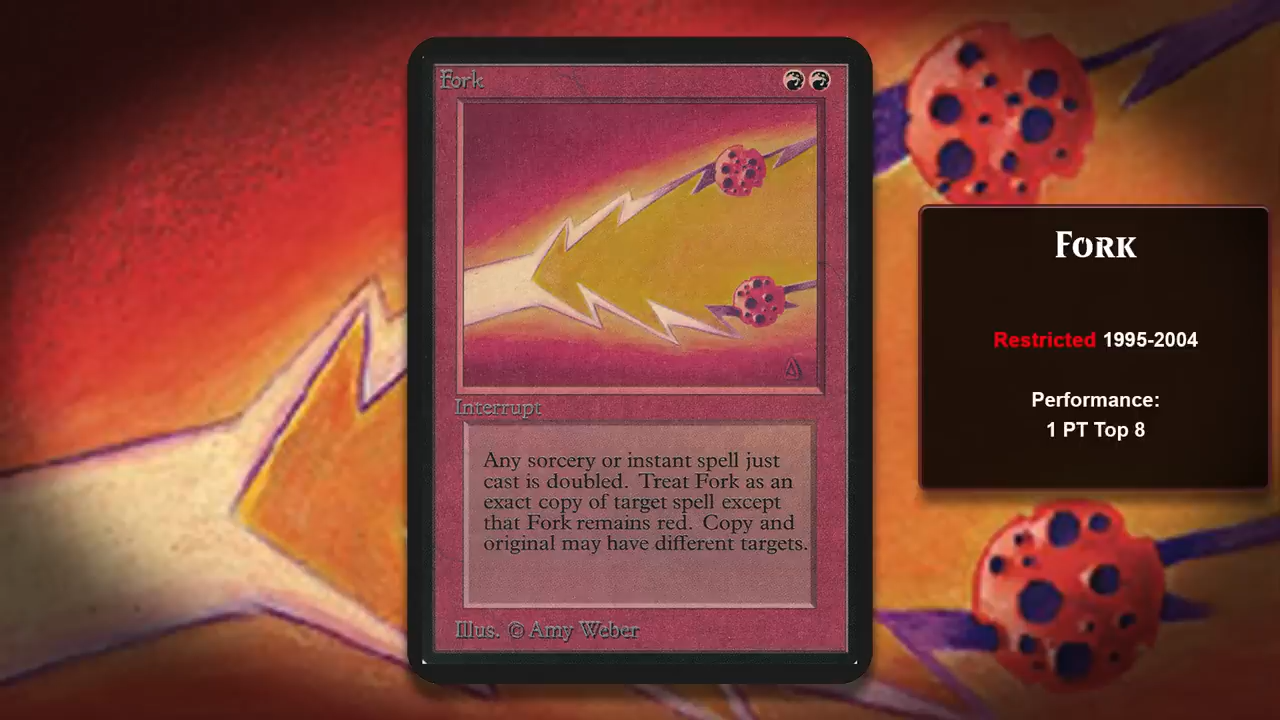 Fork
Interrupt
Any sorcery or instant spell just
cast is doubled. Treat Fork as an
exact copy of target spell except
that Fork remains red. Copy and
original may have different targets.
Illus. © Amy Weber
Fork
Restricted 1995-2004
Performance:
1 PT Top 8